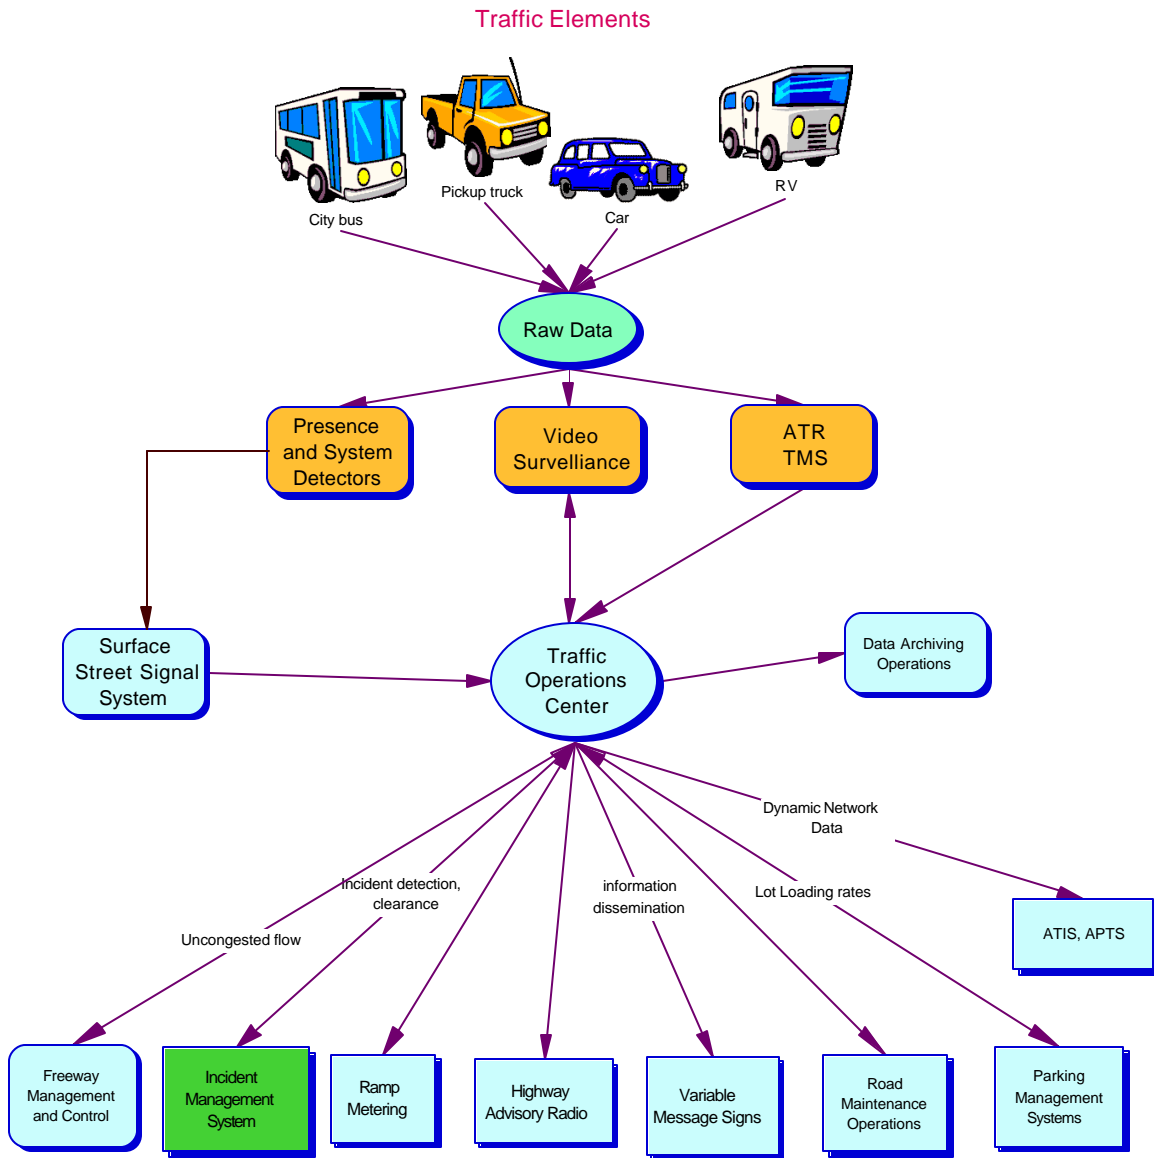 Traffic Elements
Pickup truck
RV
Car
City bus
Raw Data
Presence
and System
Detectors
Video
Survelliance
ATR
TMS
Surface
Street Signal
System
Traffic
Operations
Center
Data Archiving
Operations
Dynamic Network
Data
Incident detection,
clearance
information
dissemination
Lot Loading rates
Uncongested flow
ATIS, APTS
Freeway
Management
and Control
Incident
Management
System
Ramp
Metering
Highway
Advisory Radio
Variable
Message Signs
Road
Maintenance
Operations
Parking
Management
Systems